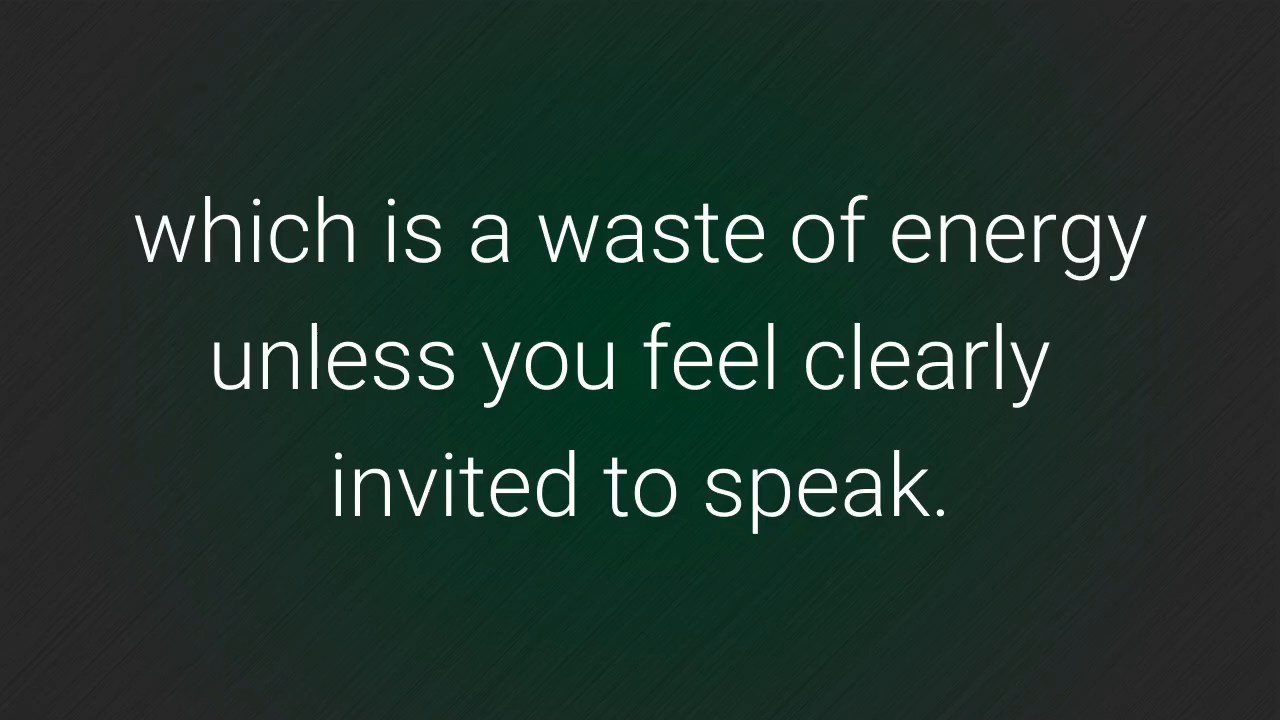 which is a waste of energy
unless you feel clearly
invited to speak.